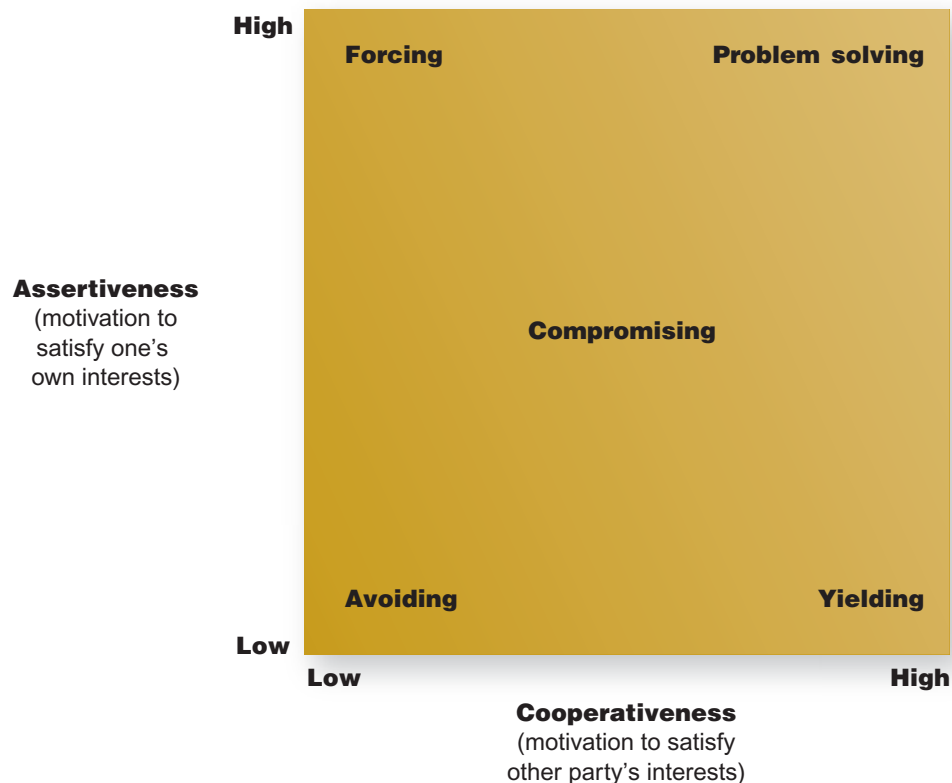 High
Forcing
Problem solving
Assertiveness
(motivation to
satisfy one’s
own interests)
Compromising
Avoiding
Yielding
Low
Low
High
Cooperativeness
(motivation to satisfy
other party’s interests)